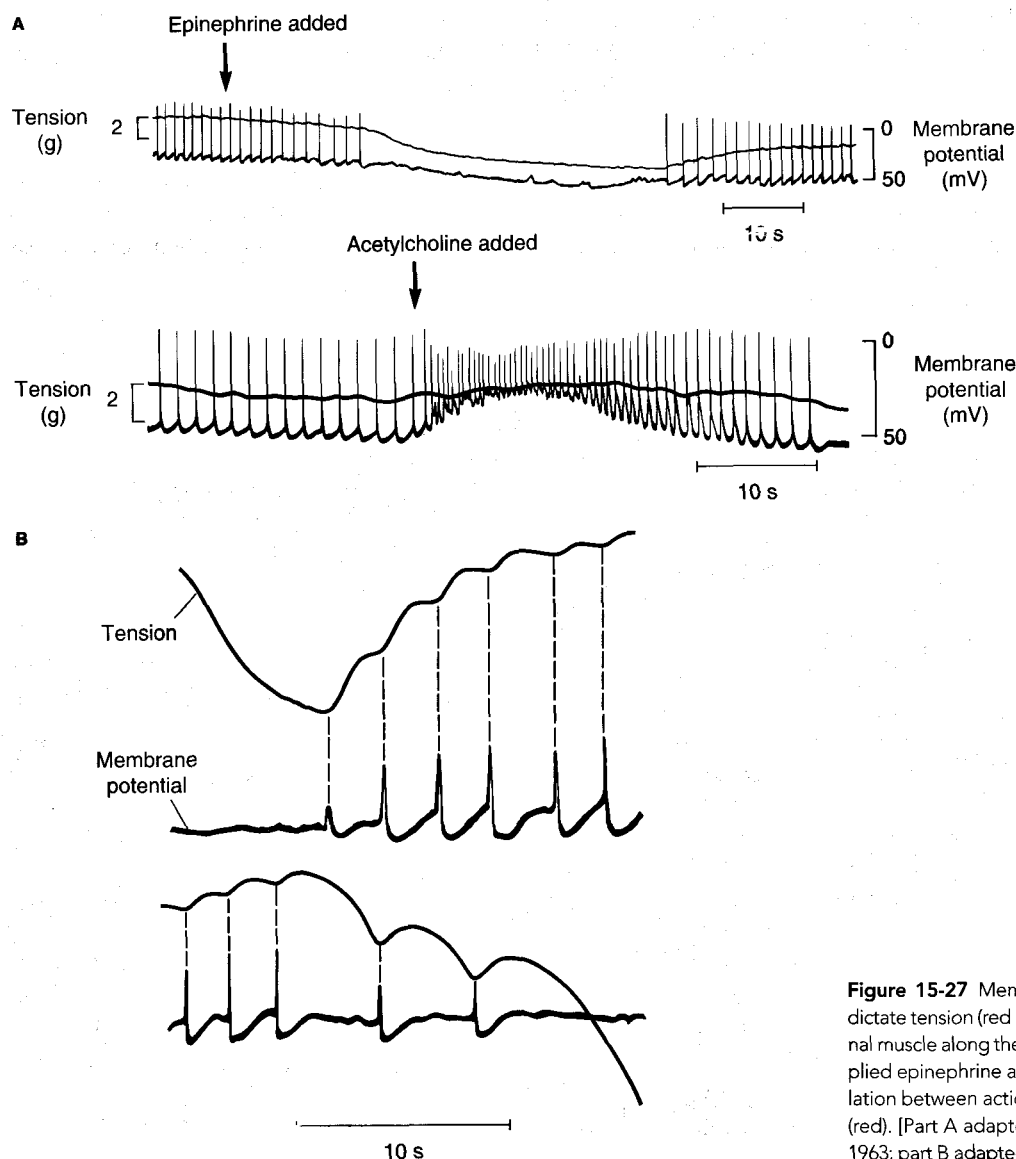 A
Epinephrine added
Tension
(g)
2
0
50
Membrane
potential
(mV)
10 s
Acetylcholine added
Tension
(g)
2
0
50
Membrane
potential
(mV)
10 s
B
Tension
Membrane
potential
10 s
Figure 15-27 Mem
dictate tension (red
nal muscle along the
plied epinephrine a
lation between actio
(red). [Part A adapte
1963; part B adapte